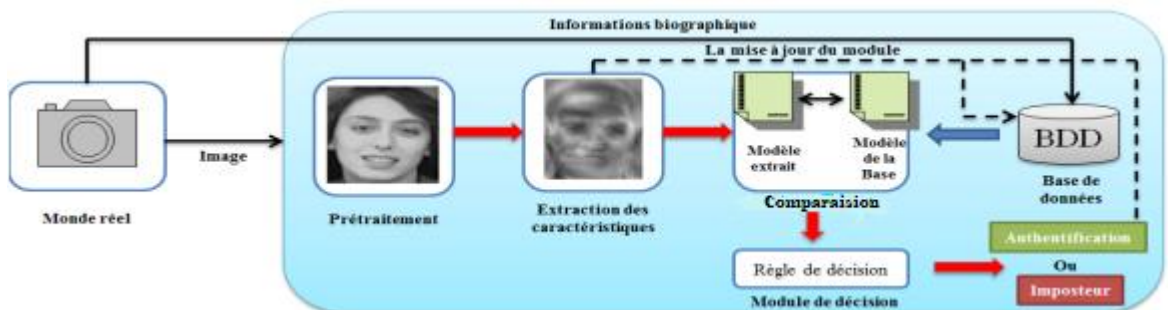 Informations biographique
La mise à jour du module
Image
Monde réel
Prétraitement
Extraction des
caractéristiques
Modèle
extrait
Modèle
de la
Base
Comparaision
BDD
Base de
données
Règle de décision
Module de décision
Authentification
Ou
Imposteur